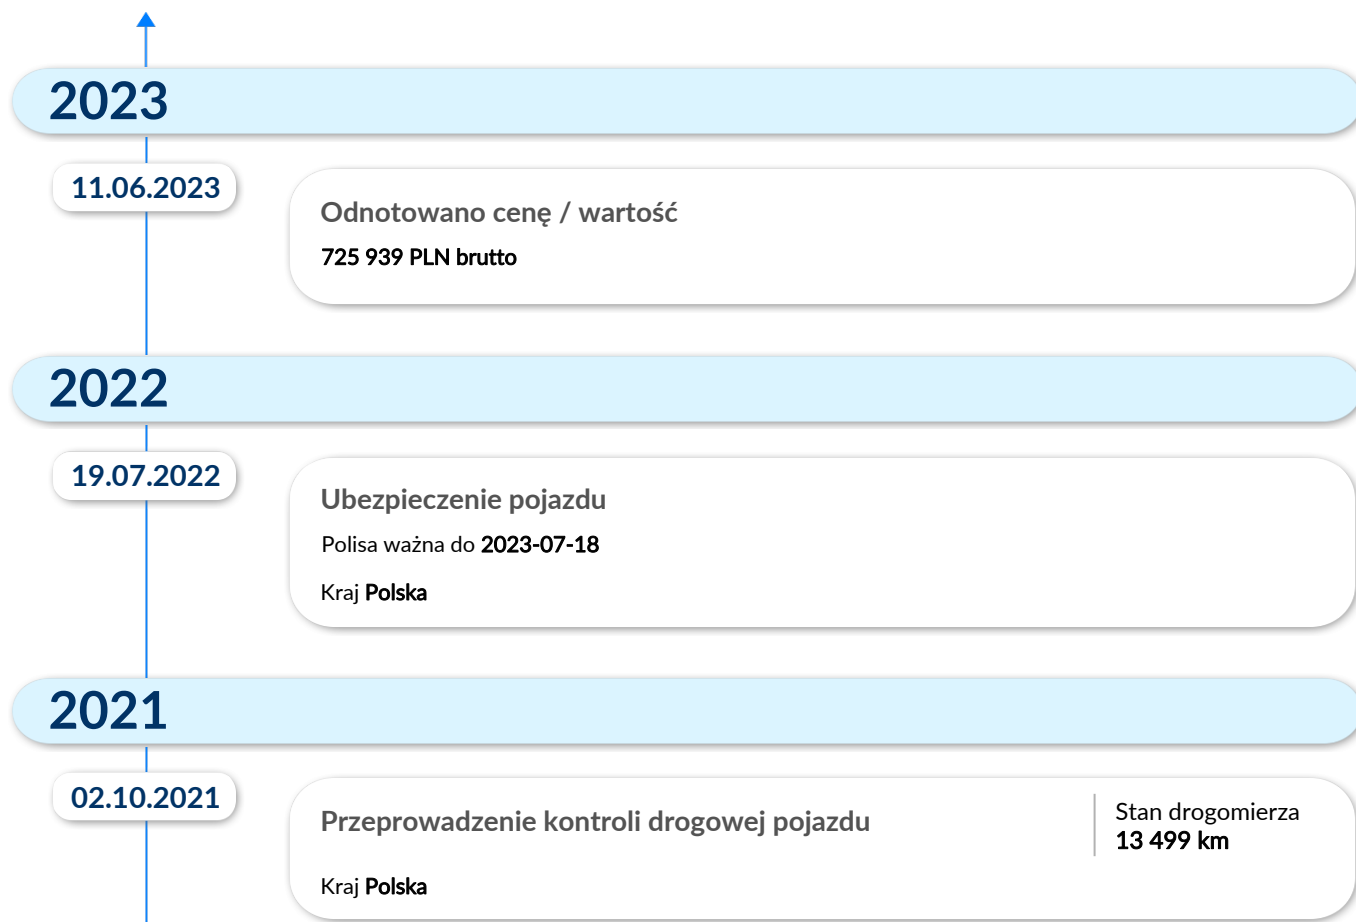 2023
11.06.2023
Odnotowano cenę / wartość
725 939 PLN brutto
2022
19.07.2022
Ubezpieczenie pojazdu
Polisa ważna do 2023-07-18
Kraj Polska
2021
02.10.2021
Przeprowadzenie kontroli drogowej pojazdu
Stan drogomierza
13 499 km
Kraj Polska